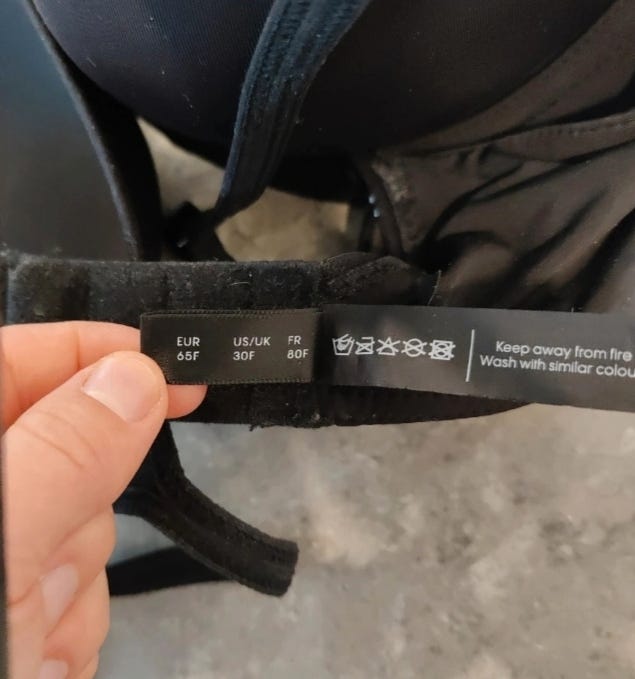 EUR US/UK FR
65F 30F 80F
Keep away from fire
Wash with similar colou